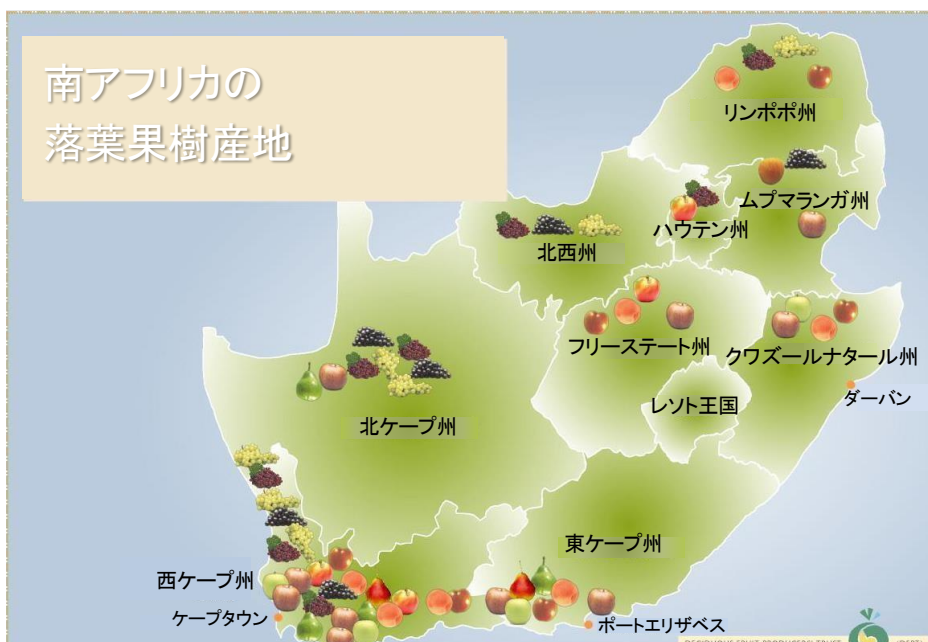 南アフリカの
落葉果樹産地
リンポポ州
ムプマランガ州
ハウテン州
北西州
フリーステート州
クワズールナタール州
ダーバン
レソト王国
北ケープ州
東ケープ州
西ケープ州
ケープタウン
ポートエリザベス
DECIDUOUS FRUIT PRODUCERS' TRUST